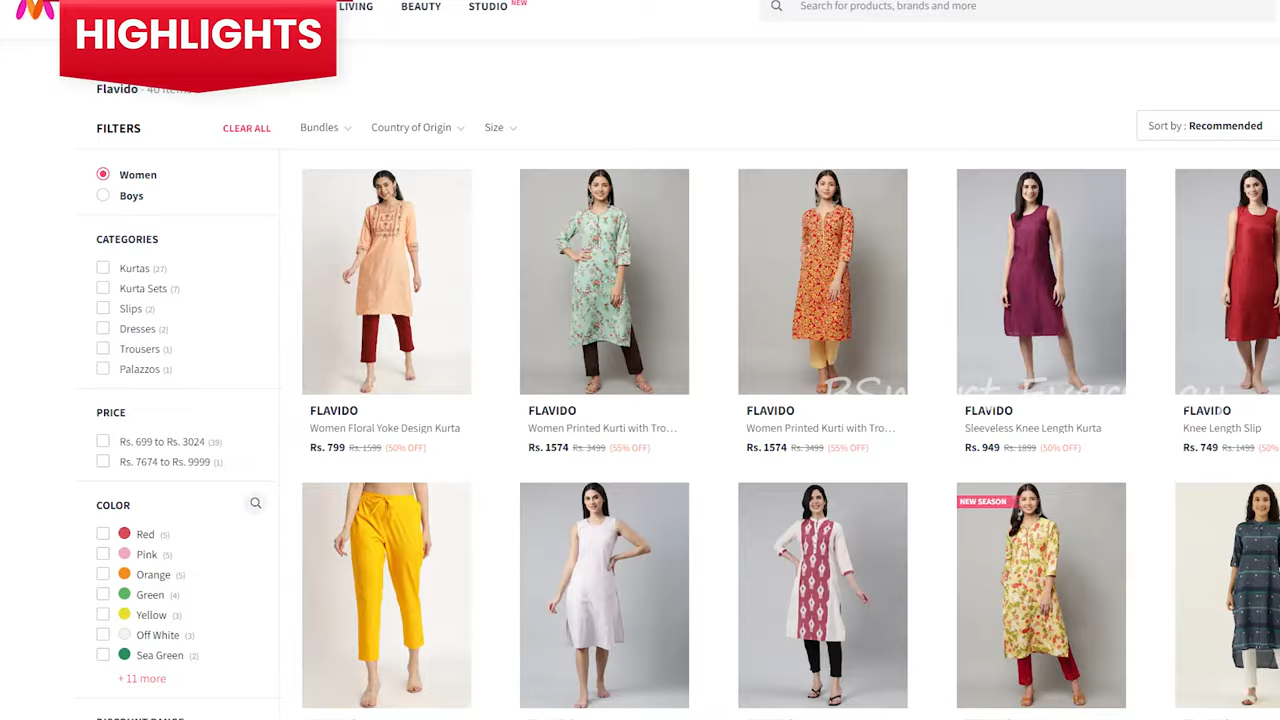 LIVING BEAUTY STUDIO NEW
Search for products, brands and more
HIGHLIGHTS
Flavido - 40 items
FILTERS CLEAR ALL
Bundles Country of Origin Size
Sort by : Recommended
Women
Boys
CATEGORIES
Kurtas (27)
Kurta Sets (7)
Slips (2)
Dresses (2)
Trousers (1)
Palazzos (1)
PRICE
Rs. 699 to Rs. 3024 (39)
Rs. 7674 to Rs. 9999 (1)
COLOR
Red (5)
Pink (5)
Orange (5)
Green (4)
Yellow (3)
Off White (3)
Sea Green (2)
+ 11 more
FLAVIDO
Women Floral Yoke Design Kurta
Rs. 799 Rs. 1599 (50% OFF)
FLAVIDO
Women Printed Kurti with Tro...
Rs. 1574 Rs. 3499 (55% OFF)
FLAVIDO
Women Printed Kurti with Tro...
Rs. 1574 Rs. 3499 (55% OFF)
FLAVIDO
Sleeveless Knee Length Kurta
Rs. 949 Rs. 1899 (50% OFF)
FLAVIDO
Knee Length Slip
Rs. 749 Rs. 1499 (50%
NEW SEASON